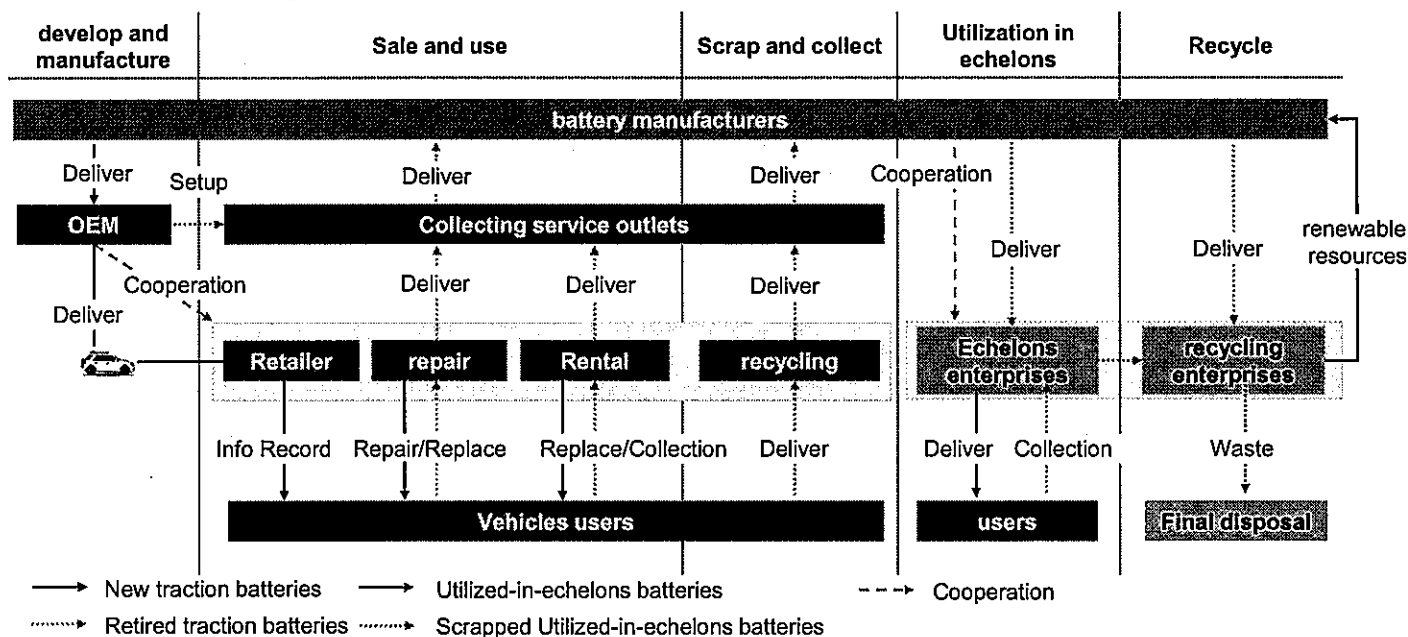 develop and
manufacture
Sale and use
Scrap and collect
Utilization in
echelons
Recycle
battery manufacturers
Deliver
Setup
Deliver
Deliver
Cooperation
OEM
Collecting service outlets
Deliver
Deliver
renewable
resources
Cooperation
Deliver
Deliver
Deliver
Deliver
Retailer
repair
Rental
recycling
Echelons
enterprises
recycling
enterprises
Info Record
Repair/Replace
Replace/Collection
Deliver
Deliver
Collection
Waste
Vehicles users
users
Final disposal
New traction batteries
Utilized-in-echelons batteries
Cooperation
Retired traction batteries
Scrapped Utilized-in-echelons batteries